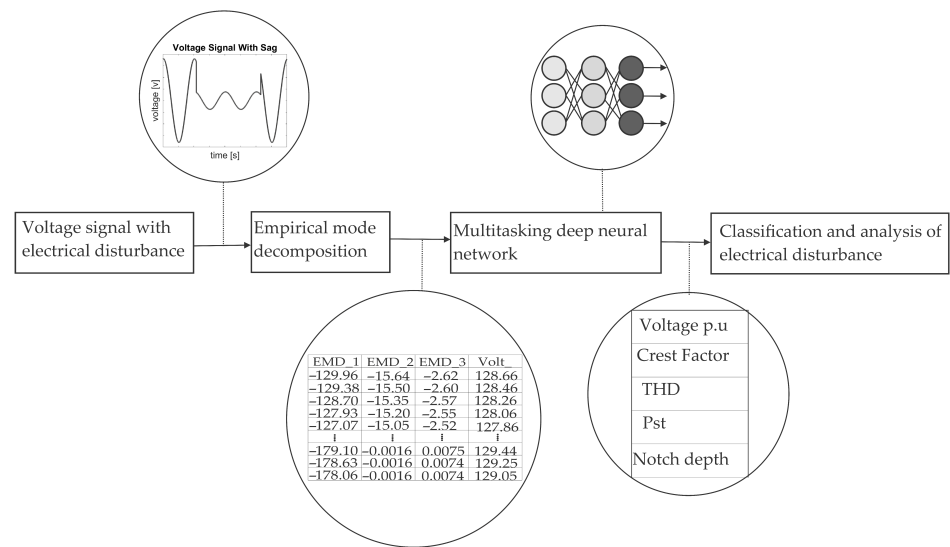 Voltage Signal With Sag
voltage [v]
time [s]
Voltage signal with
electrical disturbance
Empirical mode
decomposition
Multitasking deep neural
network
Classification and analysis of
electrical disturbance
EMD_1 EMD_2 EMD_3 Volt_
−129.96 −15.64 −2.62 128.66
−129.38 −15.50 −2.60 128.46
−128.70 −15.35 −2.57 128.26
−127.93 −15.20 −2.55 128.06
−127.07 −15.05 −2.52 127.86
⁞ ⁞ ⁞ ⁞
−179.10 −0.0016 0.0075 129.44
−178.63 −0.0016 0.0074 129.25
−178.06 −0.0016 0.0074 129.05
Voltage p.u
Crest Factor
THD
Pst
Notch depth